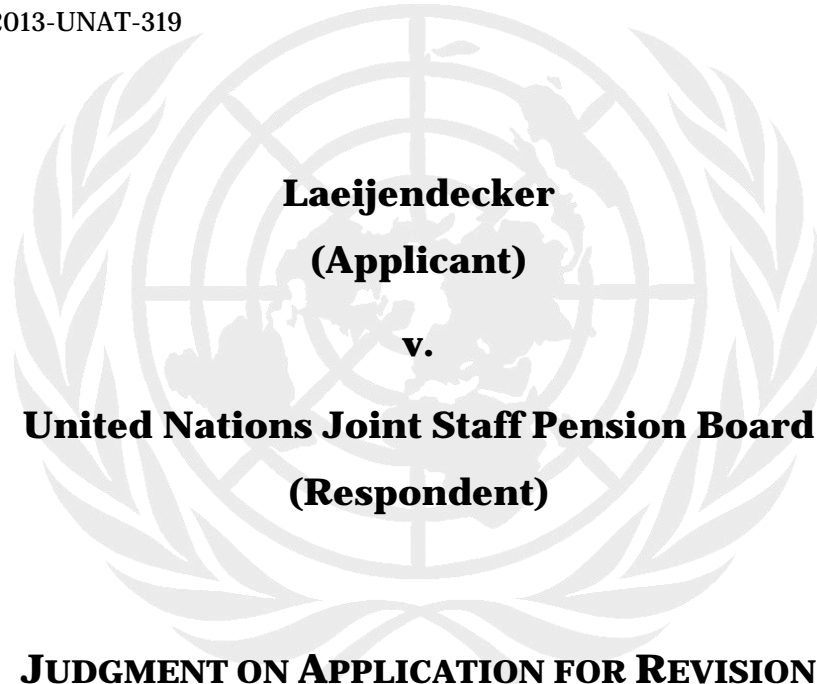 2013-UNAT-319
Laeijendecker
(Applicant)
v.
United Nations Joint Staff Pension Board
(Respondent)
JUDGMENT ON APPLICATION FOR REVISION